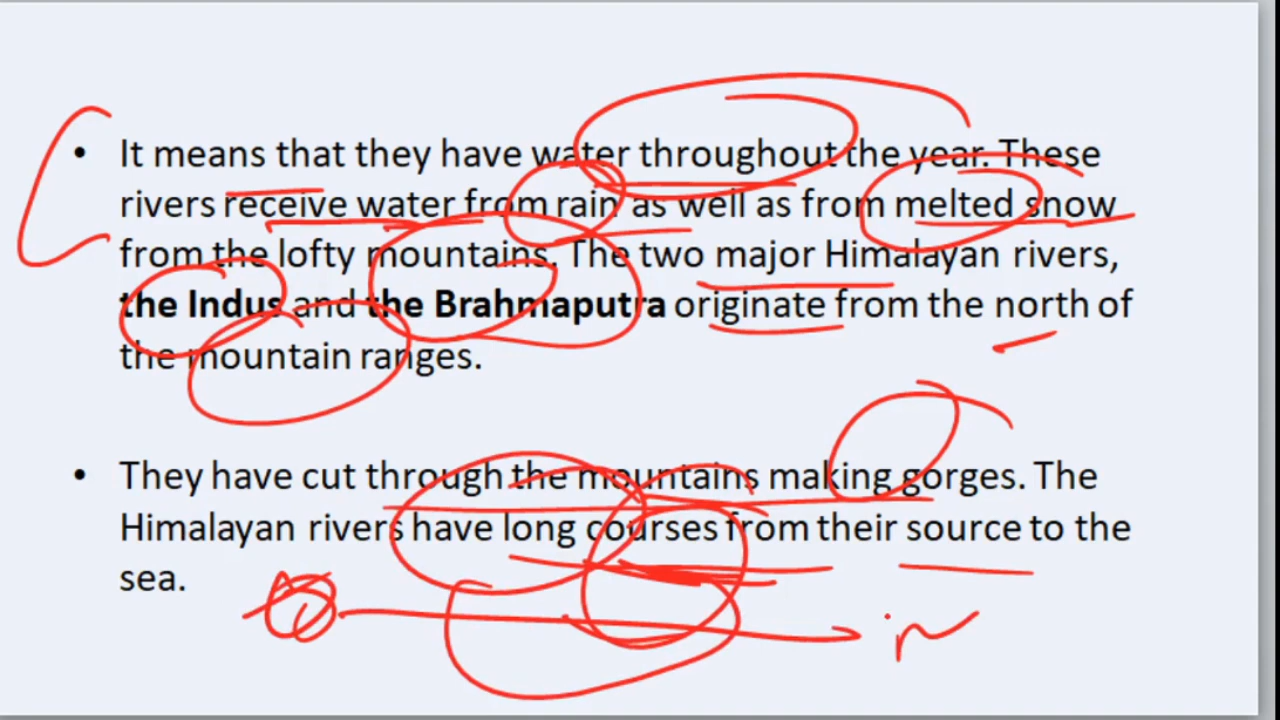 • It means that they have water throughout the year. These
rivers receive water from rain as well as from melted snow
from the lofty mountains. The two major Himalayan rivers,
the Indus and the Brahmaputra originate from the north of
the mountain ranges.
• They have cut through the mountains making gorges. The
Himalayan rivers have long courses from their source to the
sea.